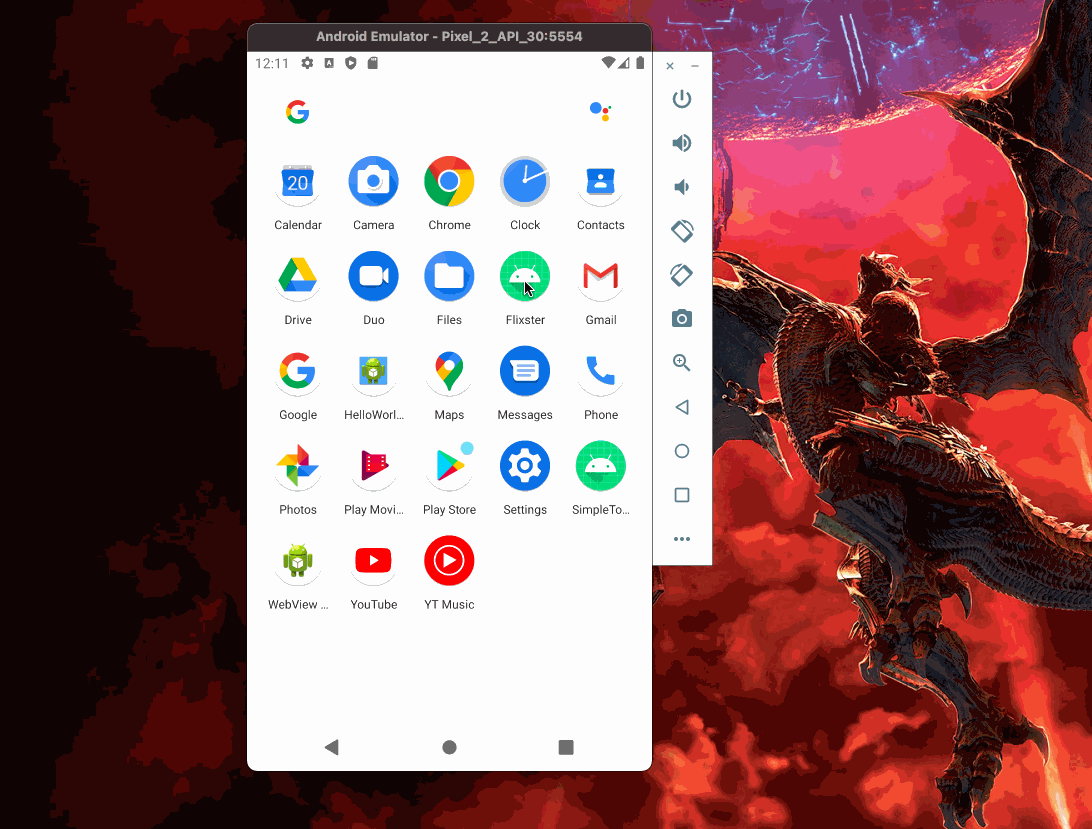 Android Emulator - Pixel_2_API_30:5554
12:11
20
Calendar Camera Chrome Clock Contacts
Drive Duo Files Flixster Gmail
Google HelloWorl... Maps Messages Phone
Photos Play Movi... Play Store Settings SimpleTo...
WebView ... YouTube YT Music